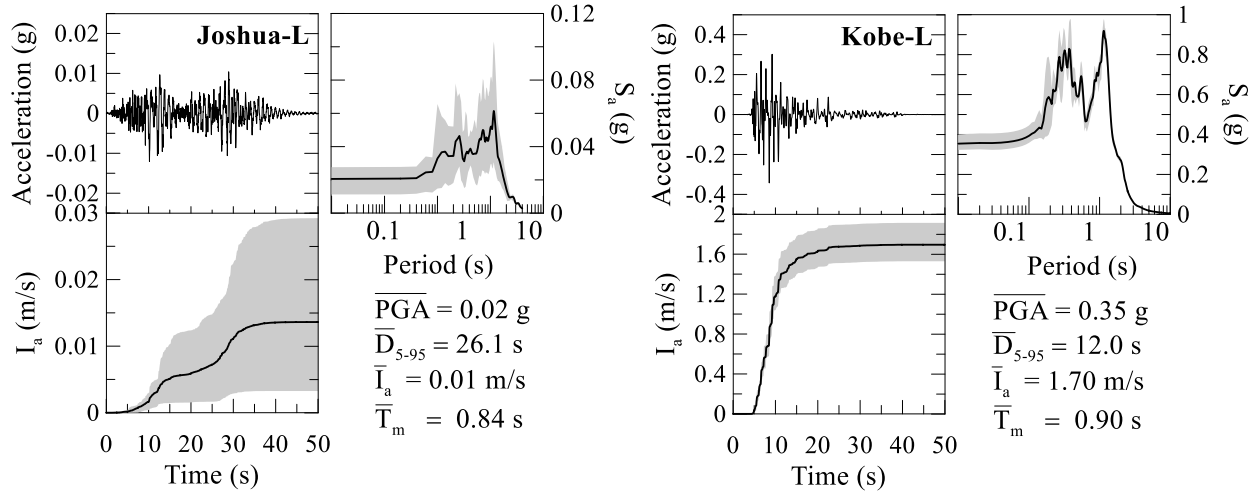 Joshua-L
Acceleration (g)
0.02
0.01
0
-0.01
-0.02
0.12
0.08
0.04
0
S_a (g)
0.1
1
10
Period (s)
0.03
0.02
0.01
0
I_a (m/s)
0 10 20 30 40 50
Time (s)
PGA = 0.02 g
D_5-95 = 26.1 s
I_a = 0.01 m/s
T_m = 0.84 s
Kobe-L
Acceleration (g)
0.4
0.2
0
-0.2
-0.4
1
0.8
0.6
0.4
0.2
0
S_a (g)
0.1
1
10
Period (s)
2
1.6
1.2
0.8
0.4
0
I_a (m/s)
0 10 20 30 40 50
Time (s)
PGA = 0.35 g
D_5-95 = 12.0 s
I_a = 1.70 m/s
T_m = 0.90 s